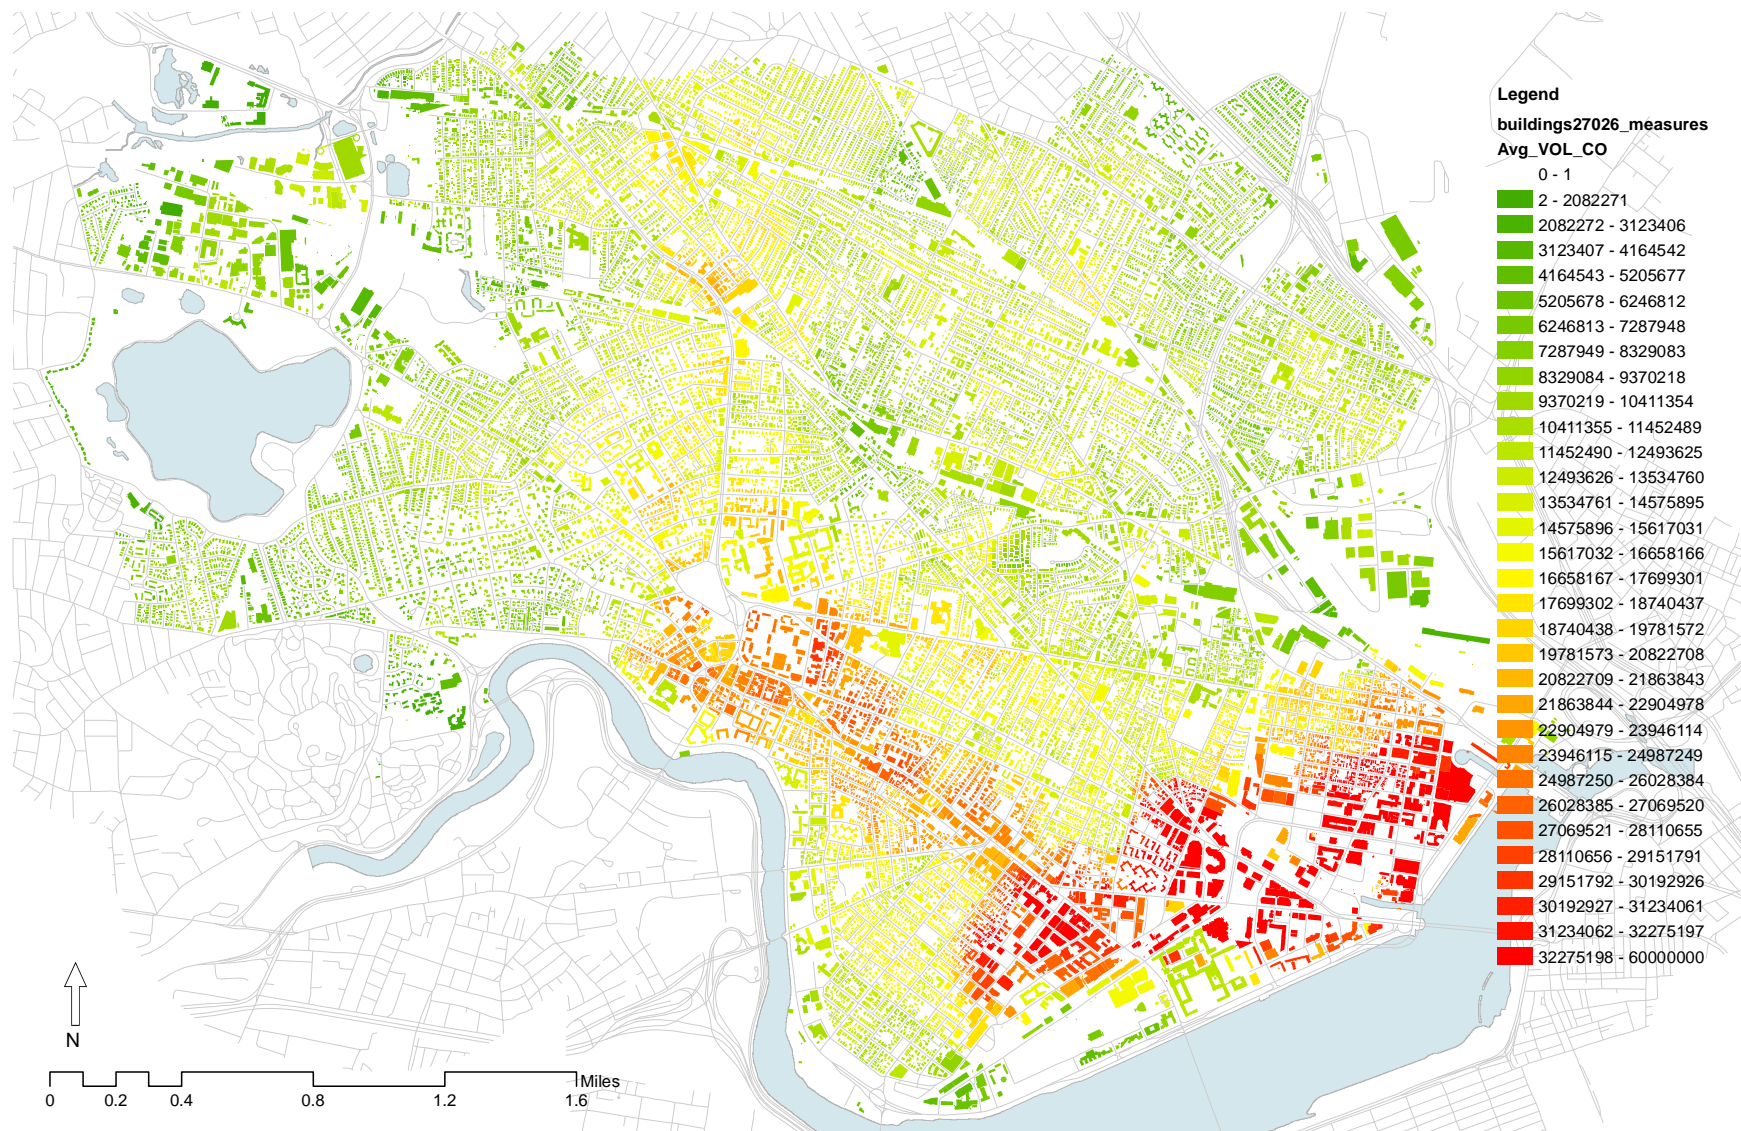 Legend
buildings27026_measures
Avg_VOL_CO
0 - 1
2 - 2082271
2082272 - 3123406
3123407 - 4164542
4164543 - 5205677
5205678 - 6246812
6246813 - 7287948
7287949 - 8329083
8329084 - 9370218
9370219 - 10411354
10411355 - 11452489
11452490 - 12493625
12493626 - 13534760
13534761 - 14575895
14575896 - 15617031
15617032 - 16658166
16658167 - 17699301
17699302 - 18740437
18740438 - 19781572
19781573 - 20822708
20822709 - 21863843
21863844 - 22904978
22904979 - 23946114
23946115 - 24987249
24987250 - 26028384
26028385 - 27069520
27069521 - 28110655
28110656 - 29151791
29151792 - 30192926
30192927 - 31234061
31234062 - 32275197
32275198 - 60000000
N
Miles
0 0.2 0.4 0.8 1.2 1.6